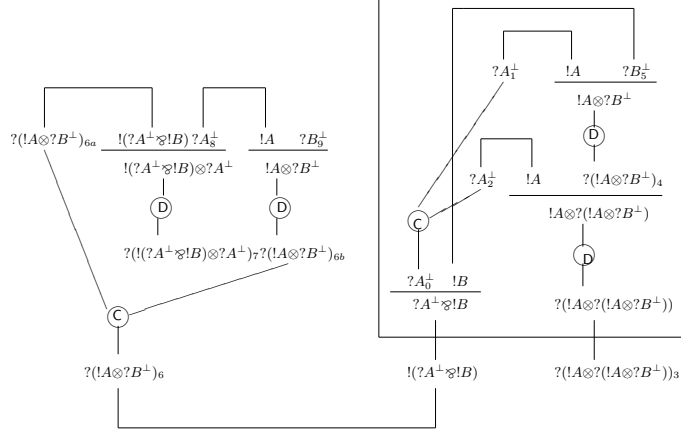 ?A₁^⊥ !A ?B₅^⊥
!A⊗?B^⊥
D
?(!A⊗?B^⊥)₆ₐ !(?A^⊥⅋!B) ?A₈^⊥ !A ?B₉^⊥
!(?A^⊥⅋!B)⊗?A^⊥ !A⊗?B^⊥
?A₂^⊥ !A ?(!A⊗?B^⊥)₄
D D
!A⊗?(!A⊗?B^⊥)
C
?(!(?A^⊥⅋!B)⊗?A^⊥)₇?(!A⊗?B^⊥)₆b
D
?A₀^⊥ !B
?A^⊥⅋!B ?(!A⊗?(!A⊗?B^⊥))
C
?(!A⊗?B^⊥)₆ !(?A^⊥⅋!B) ?(!A⊗?(!A⊗?B^⊥))₃